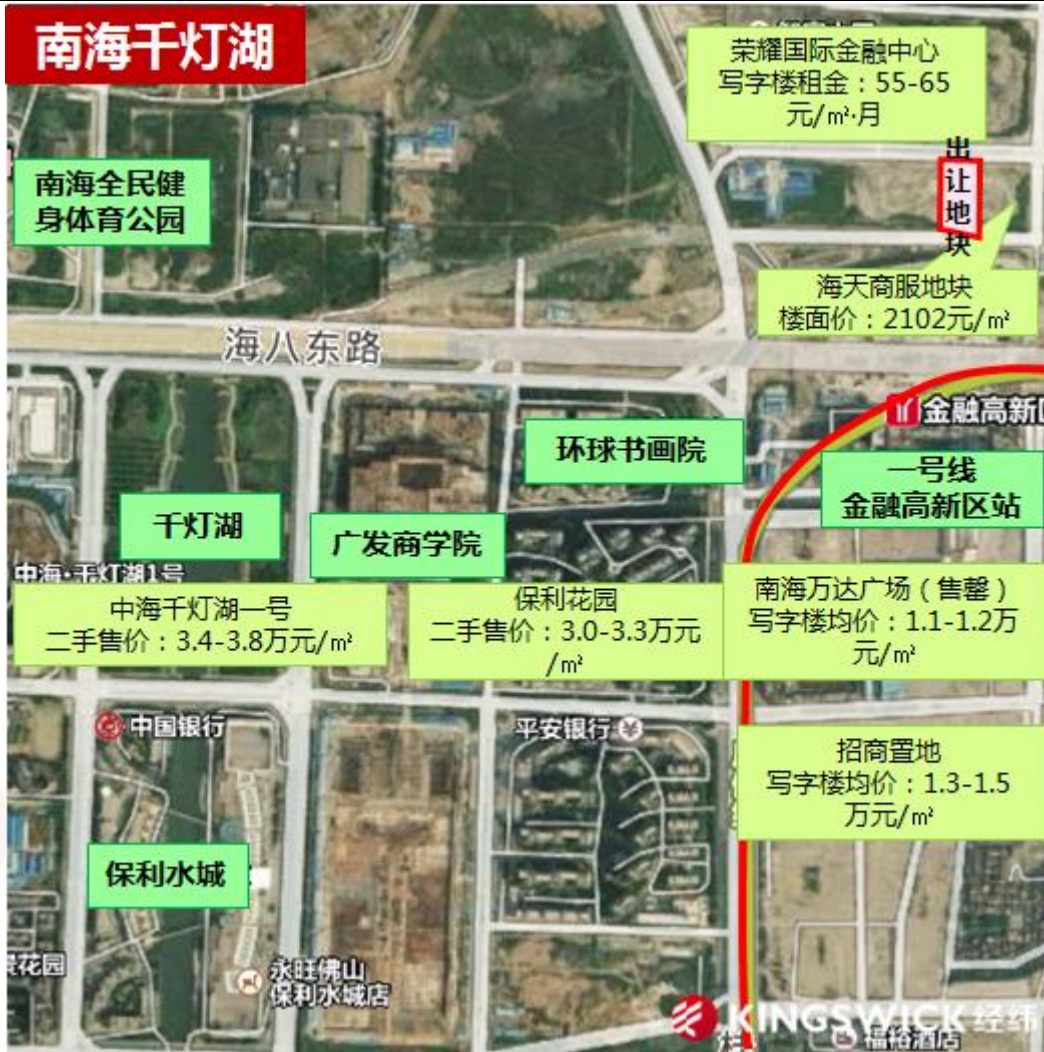 南海千灯湖
荣耀国际金融中心
写字楼租金：55-65
元/㎡·月
出
让
地
块
南海全民健
身体育公园
海天商服地块
楼面价：2102元/㎡
海八东路
金融高新区
环球书画院
一号线
金融高新区站
千灯湖
广发商学院
中海·千灯湖1号
中海千灯湖一号
二手售价：3.4-3.8万元/㎡
保利花园
二手售价：3.0-3.3万元
/㎡
南海万达广场（售罄）
写字楼均价：1.1-1.2万
元/㎡
中国银行
平安银行
招商置地
写字楼均价：1.3-1.5
万元/㎡
保利水城
景花园
永旺佛山
保利水城店
KINGSWICK 经纬
福裕酒店